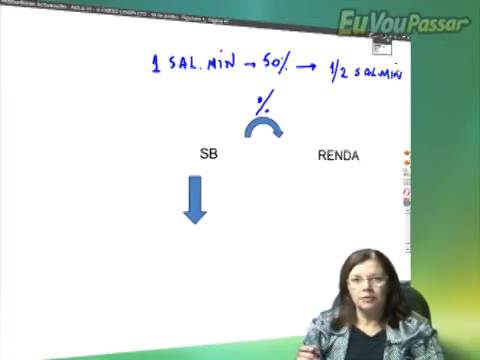 EuVouPassar
1 SAL.MIN → 50% → 1/2 SAL.MIN
%
SB RENDA